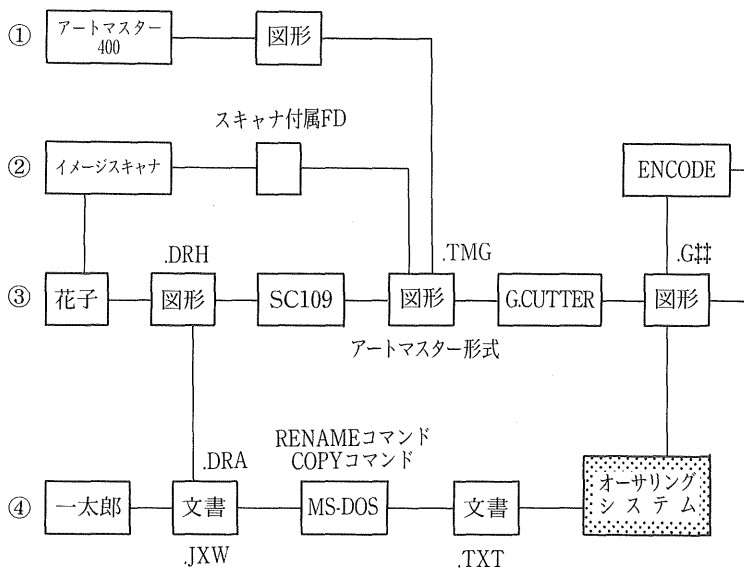 ①
アートマスター
400
図形
スキャナ付属FD
②
イメージスキャナ
ENCODE
.DRH
.TMG
.G‡‡
③
花子
図形
SC109
図形
G.CUTTER
図形
アートマスター形式
RENAMEコマンド
COPYコマンド
.DRA
④
一太郎
文書
MS-DOS
文書
オーサリング
システム
.JXW
.TXT